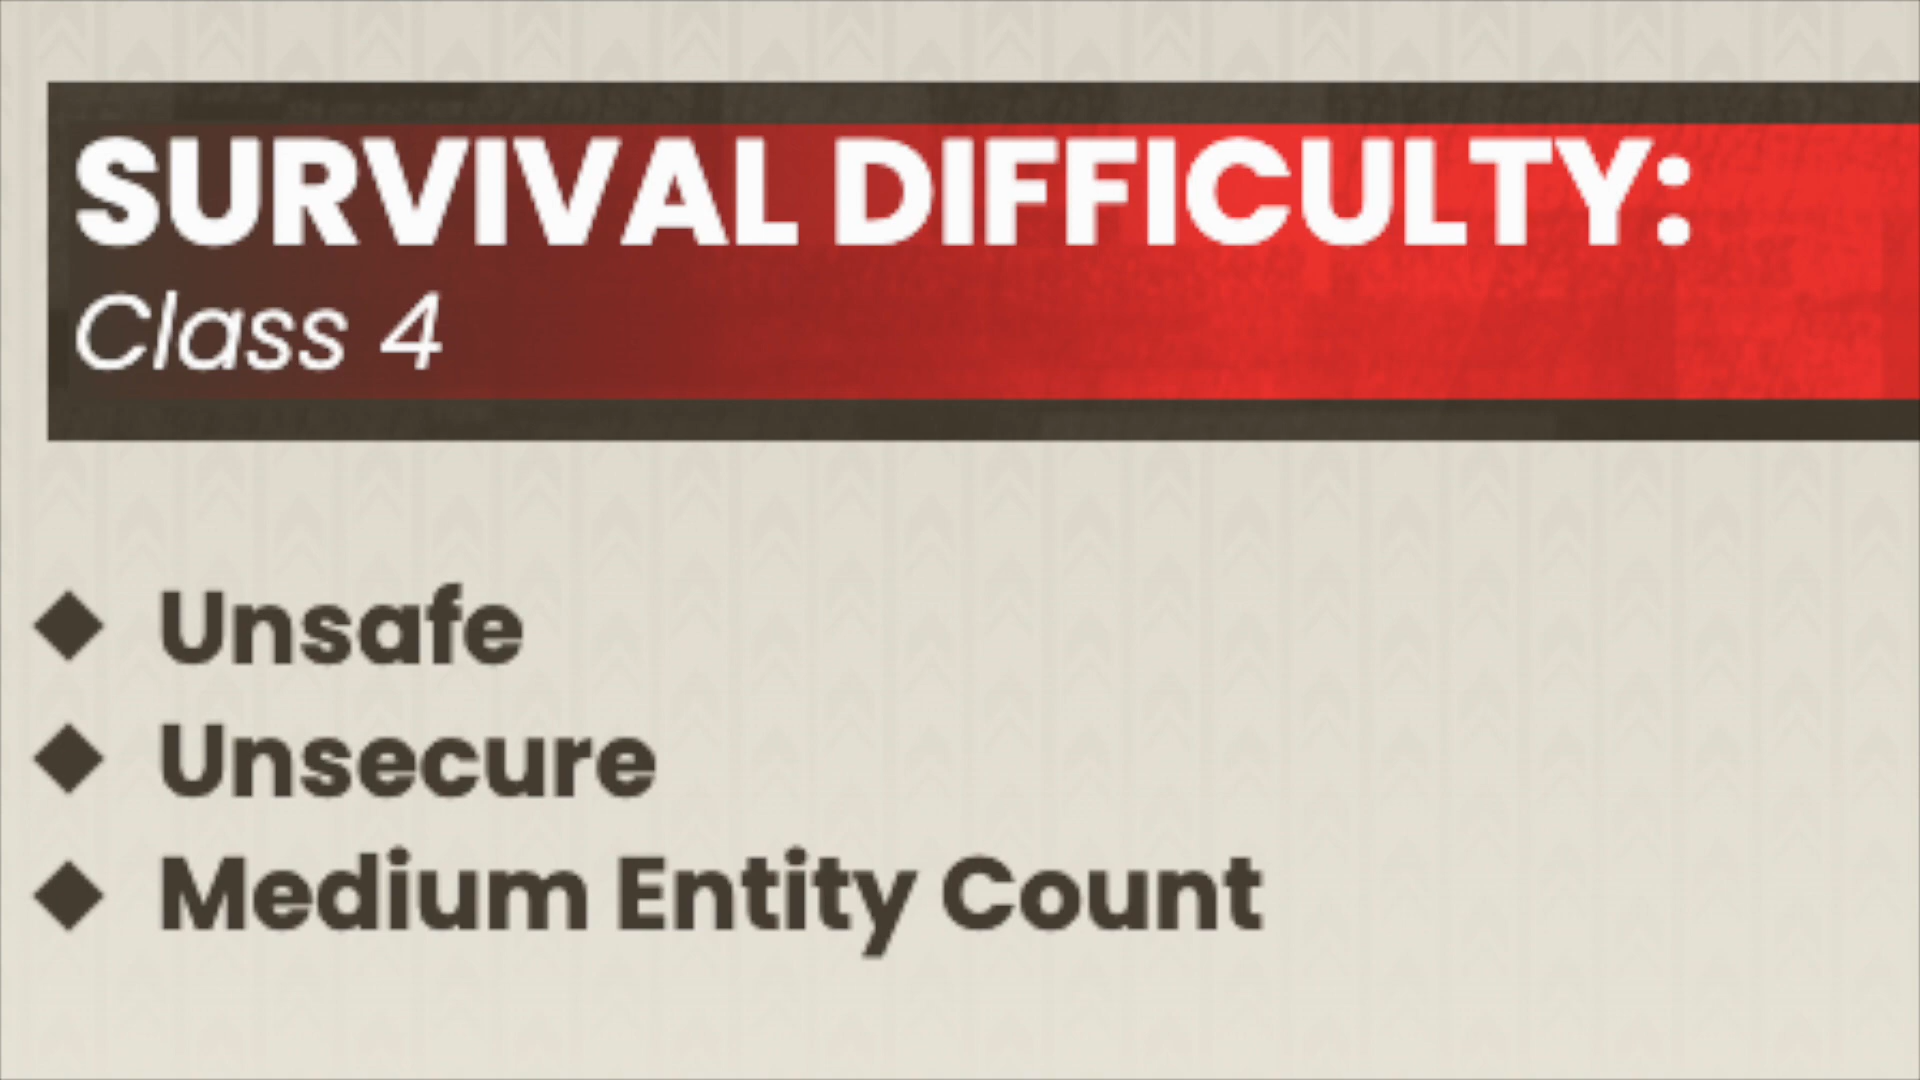 SURVIVAL DIFFICULTY:
Class 4
Unsafe
Unsecure
Medium Entity Count